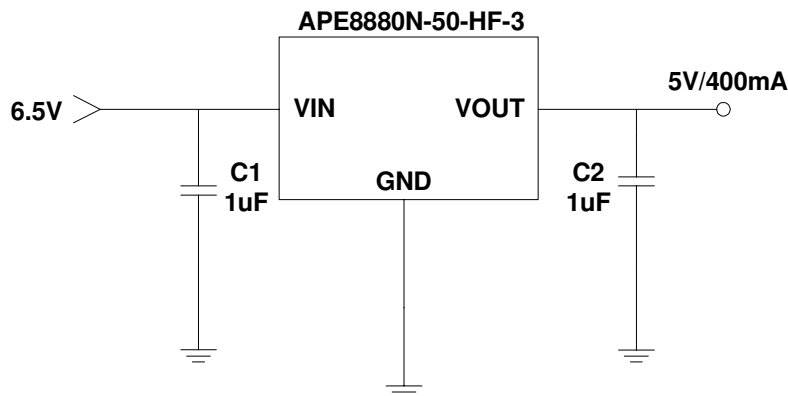 APE8880N-50-HF-3
5V/400mA
6.5V
VIN
VOUT
C1
1uF
GND
C2
1uF